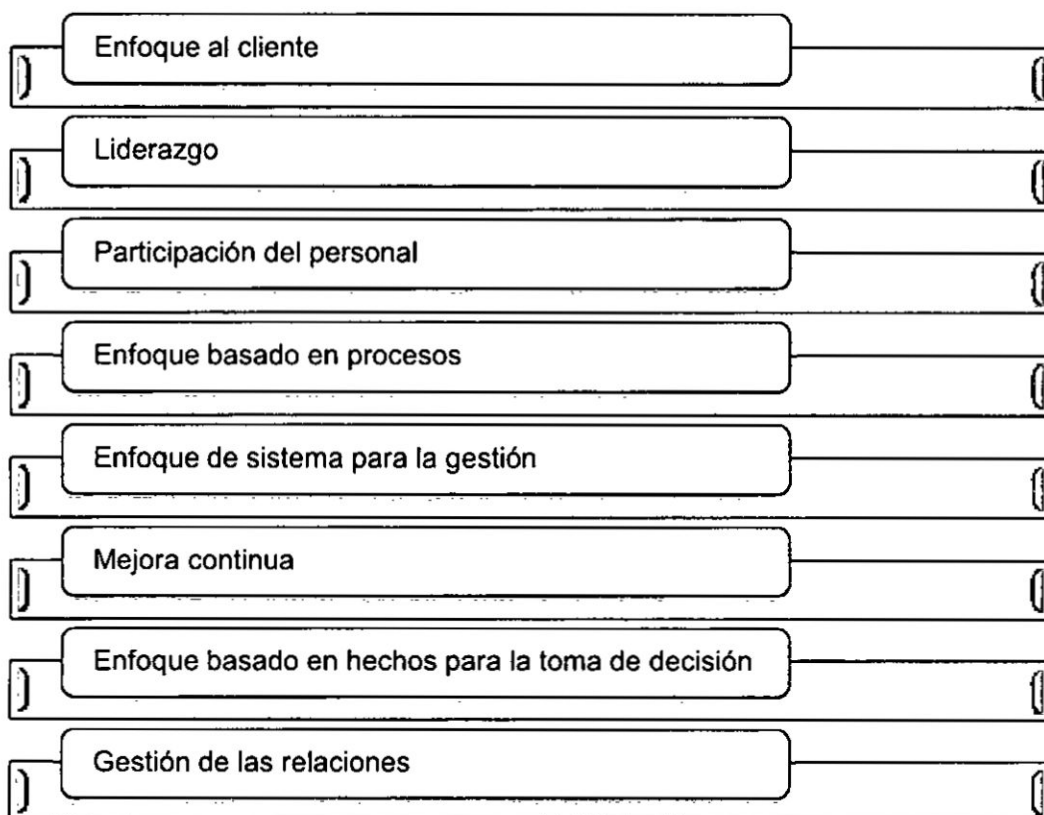 Enfoque al cliente
Liderazgo
Participación del personal
Enfoque basado en procesos
Enfoque de sistema para la gestión
Mejora continua
Enfoque basado en hechos para la toma de decisión
Gestión de las relaciones